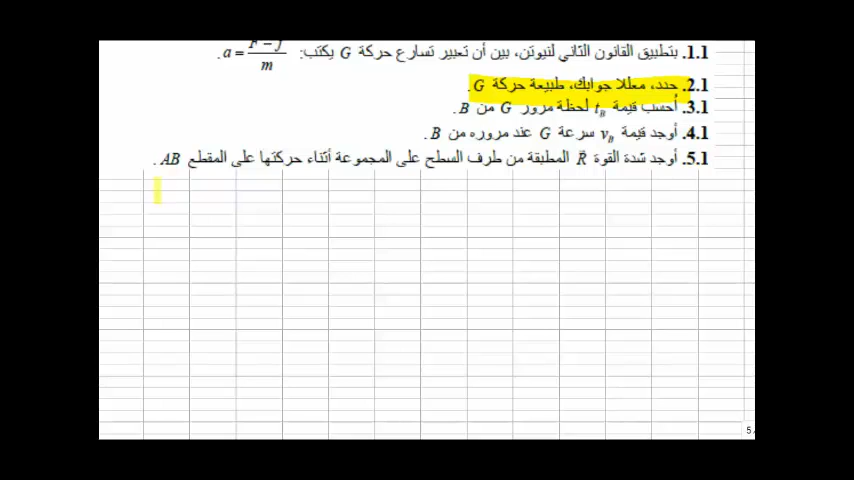 1.1. بتطبيق القانون الثاني لنيوتن، بين أن تعبير تسارع حركة G يكتب: a = (F - f)/m .
2.1. حدد، معللا جوابك، طبيعة حركة G .
3.1. أحسب قيمة t_B لحظة مرور G من B .
4.1. أوجد قيمة v_B سرعة G عند مروره من B .
5.1. أوجد شدة القوة R المطبقة من طرف السطح على المجموعة أثناء حركتها على المقطع AB .
5